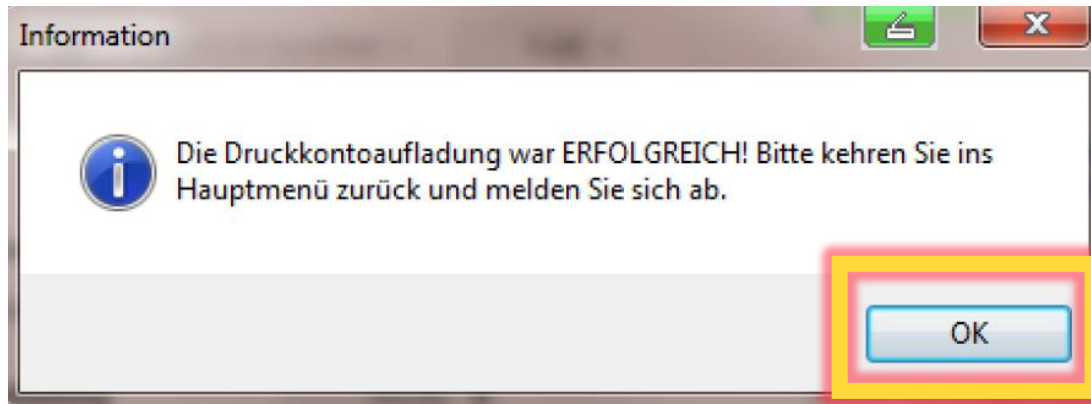 Information
Die Druckkontoaufladung war ERFOLGREICH! Bitte kehren Sie ins
Hauptmenü zurück und melden Sie sich ab.
OK